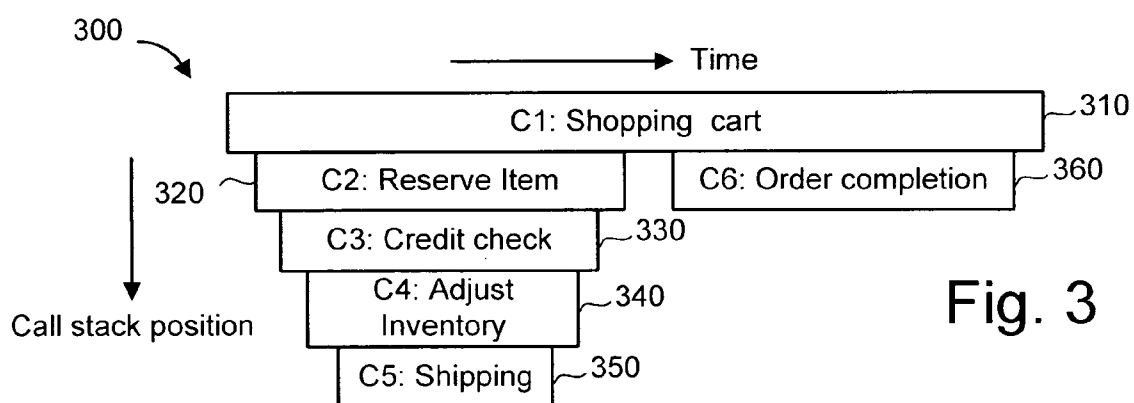 300
Time
C1: Shopping cart
310
320
C2: Reserve Item
C6: Order completion
360
C3: Credit check
330
C4: Adjust
Inventory
340
Call stack position
Fig. 3
C5: Shipping
350